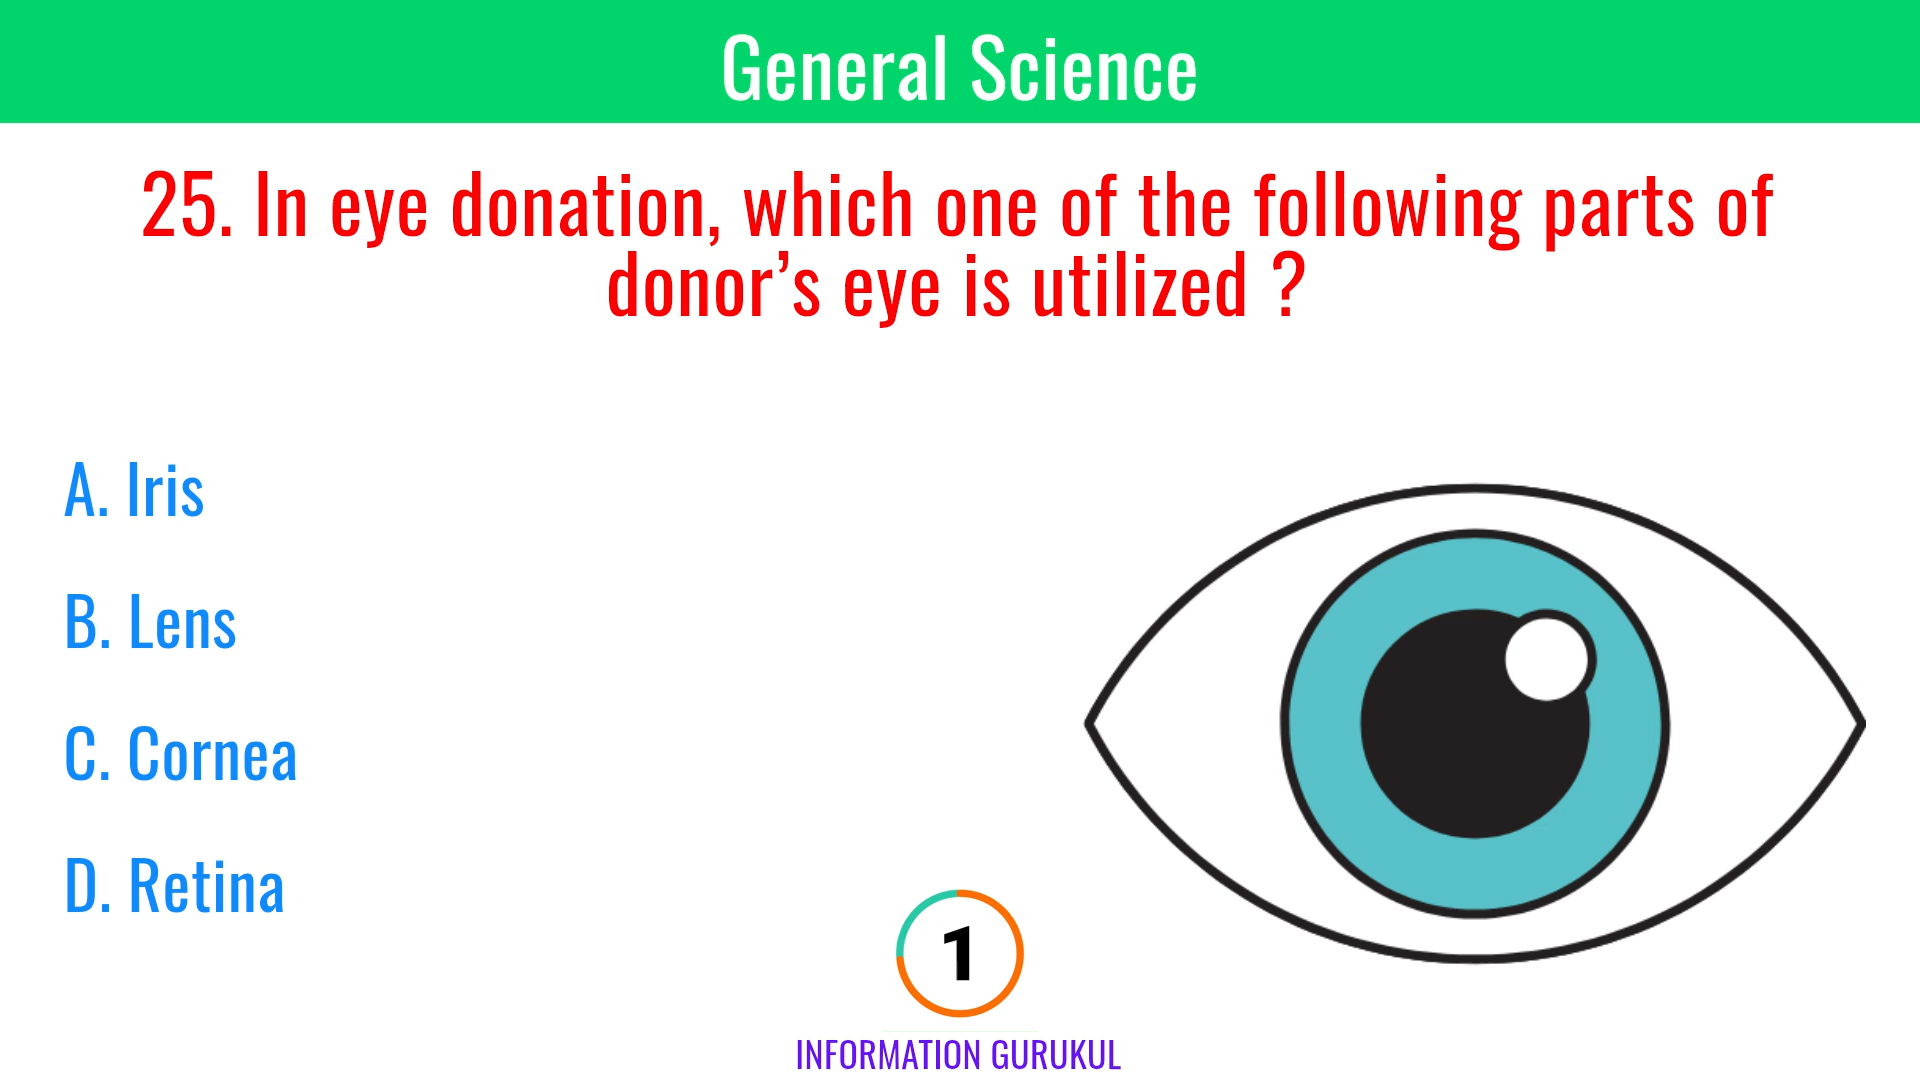 General Science
25. In eye donation, which one of the following parts of
donor’s eye is utilized ?
A. Iris
B. Lens
C. Cornea
D. Retina
1
INFORMATION GURUKUL